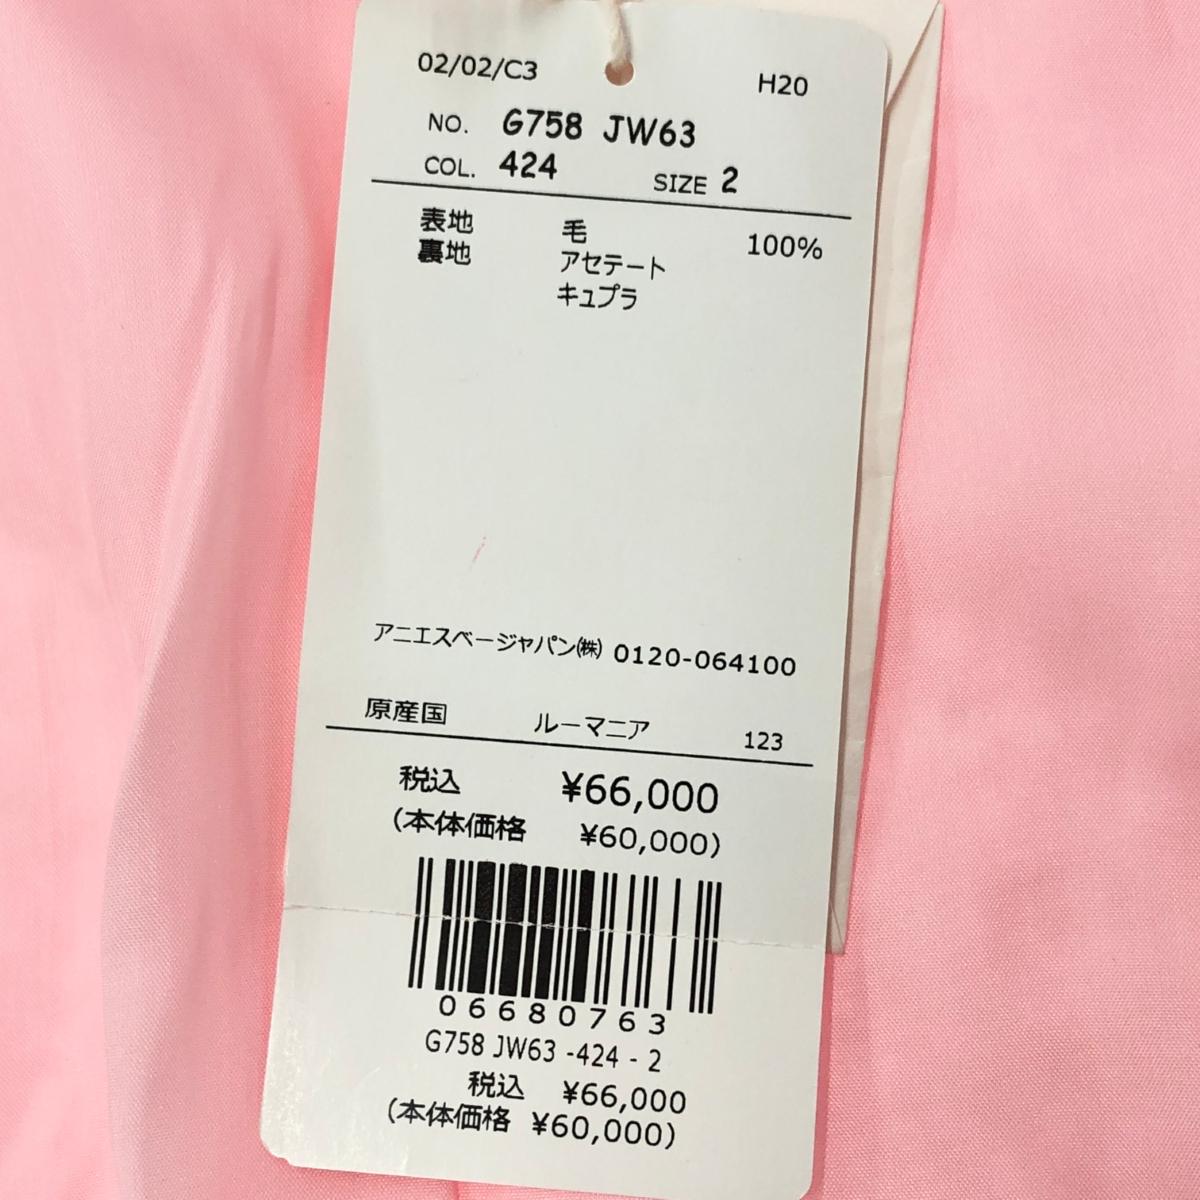 02/02/C3 H20
NO. G758 JW63
COL. 424 SIZE 2
表地 毛 100%
裏地 アセテート
キュプラ
アニエスベージャパン㈱ 0120-064100
原産国 ルーマニア 123
税込 ¥66,000
(本体価格 ¥60,000)
06680763
G758 JW63 -424 - 2
税込 ¥66,000
(本体価格 ¥60,000)